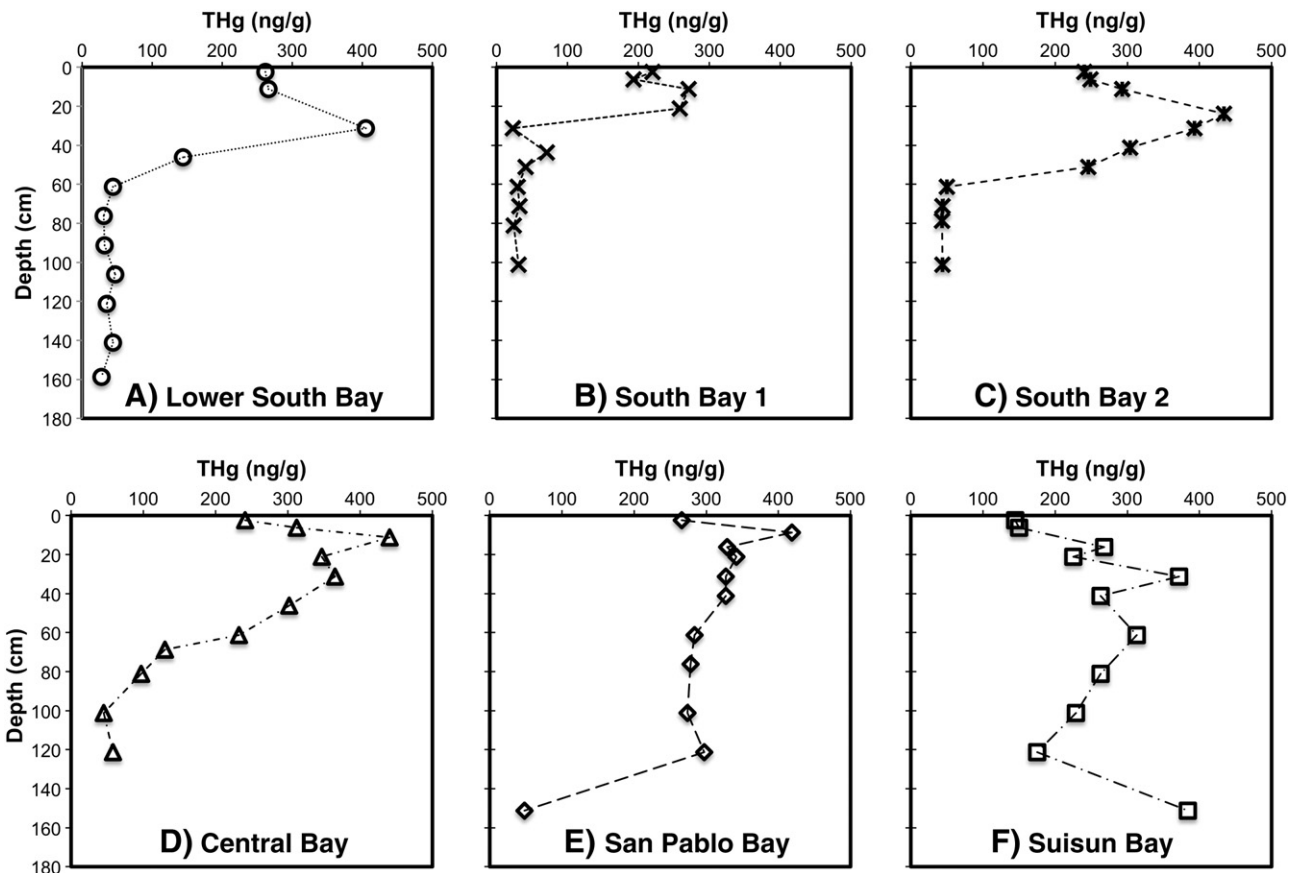 THg (ng/g) THg (ng/g) THg (ng/g)
0 100 200 300 400 500 0 100 200 300 400 500 0 100 200 300 400 500
0
20
40
60
80
100
120
140
160
180
Depth (cm)
A) Lower South Bay B) South Bay 1 C) South Bay 2
THg (ng/g) THg (ng/g) THg (ng/g)
0 100 200 300 400 500 0 100 200 300 400 500 0 100 200 300 400 500
0
20
40
60
80
100
120
140
160
180
Depth (cm)
D) Central Bay E) San Pablo Bay F) Suisun Bay